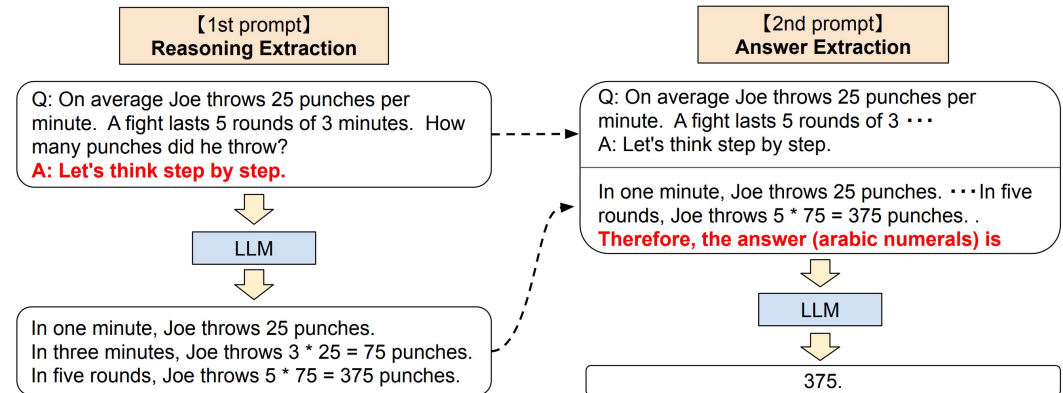 【1st prompt】
Reasoning Extraction
Q: On average Joe throws 25 punches per
minute.  A fight lasts 5 rounds of 3 minutes.  How
many punches did he throw?
A: Let's think step by step.
LLM
In one minute, Joe throws 25 punches.
In three minutes, Joe throws 3 * 25 = 75 punches.
In five rounds, Joe throws 5 * 75 = 375 punches.
【2nd prompt】
Answer Extraction
Q: On average Joe throws 25 punches per
minute.  A fight lasts 5 rounds of 3 ･･･
A: Let's think step by step.
In one minute, Joe throws 25 punches. ･･･In five
rounds, Joe throws 5 * 75 = 375 punches. .
Therefore, the answer (arabic numerals) is
LLM
375.